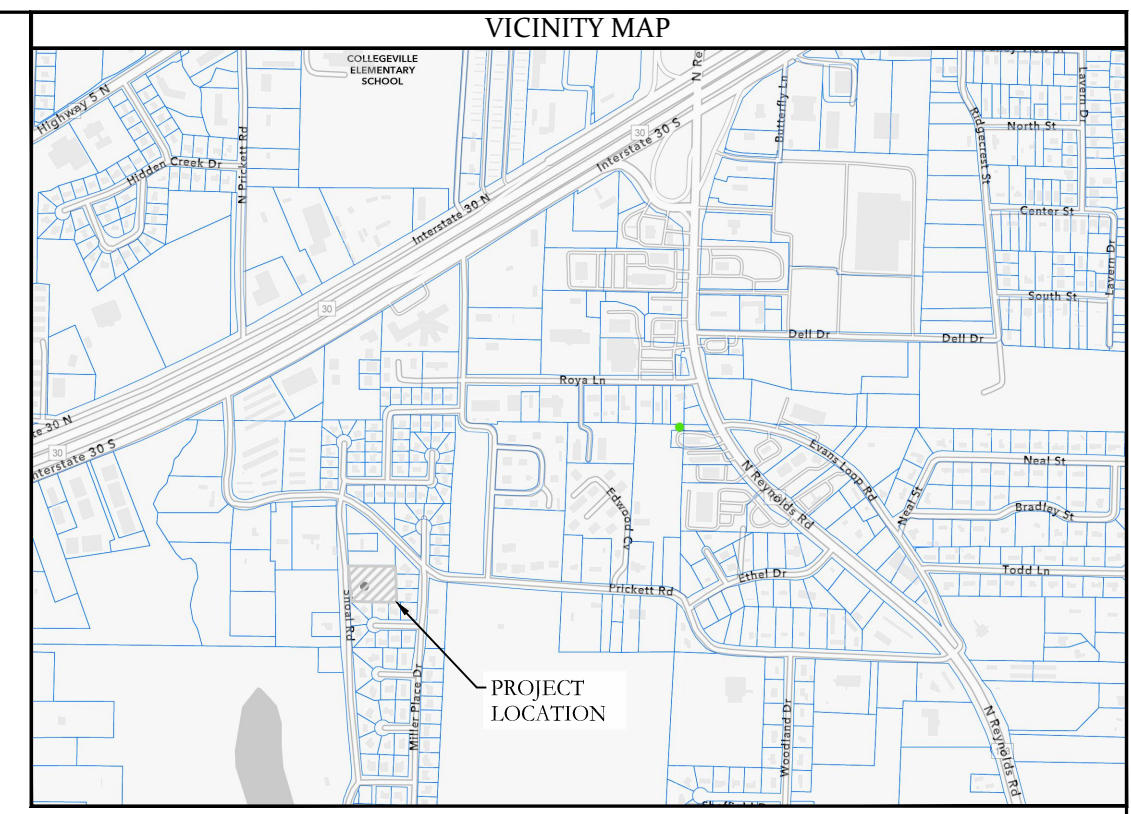 VICINITY MAP
COLLEGEVILLE
ELEMENTARY
SCHOOL
Highway 5 N
N Prickett Rd
Hidden Creek Dr
N Re
Butterfly Ln
Lavern Dr
Ridgecrest St
North St
30
Interstate 30 S
Interstate 30 N
Center St
Lavern Dr
South St
30
Dell Dr
Dell Dr
Roya Ln
te 30 N
30
nterstate 30 S
Evans Loop Rd
Neal St
N Reynolds Rd
Neal St
Bradley St
Edwood Cv
Todd Ln
Ethel Dr
Prickett Rd
Shoal Rd
PROJECT
LOCATION
Miller Place Dr
Woodland Dr
N Reynolds Rd